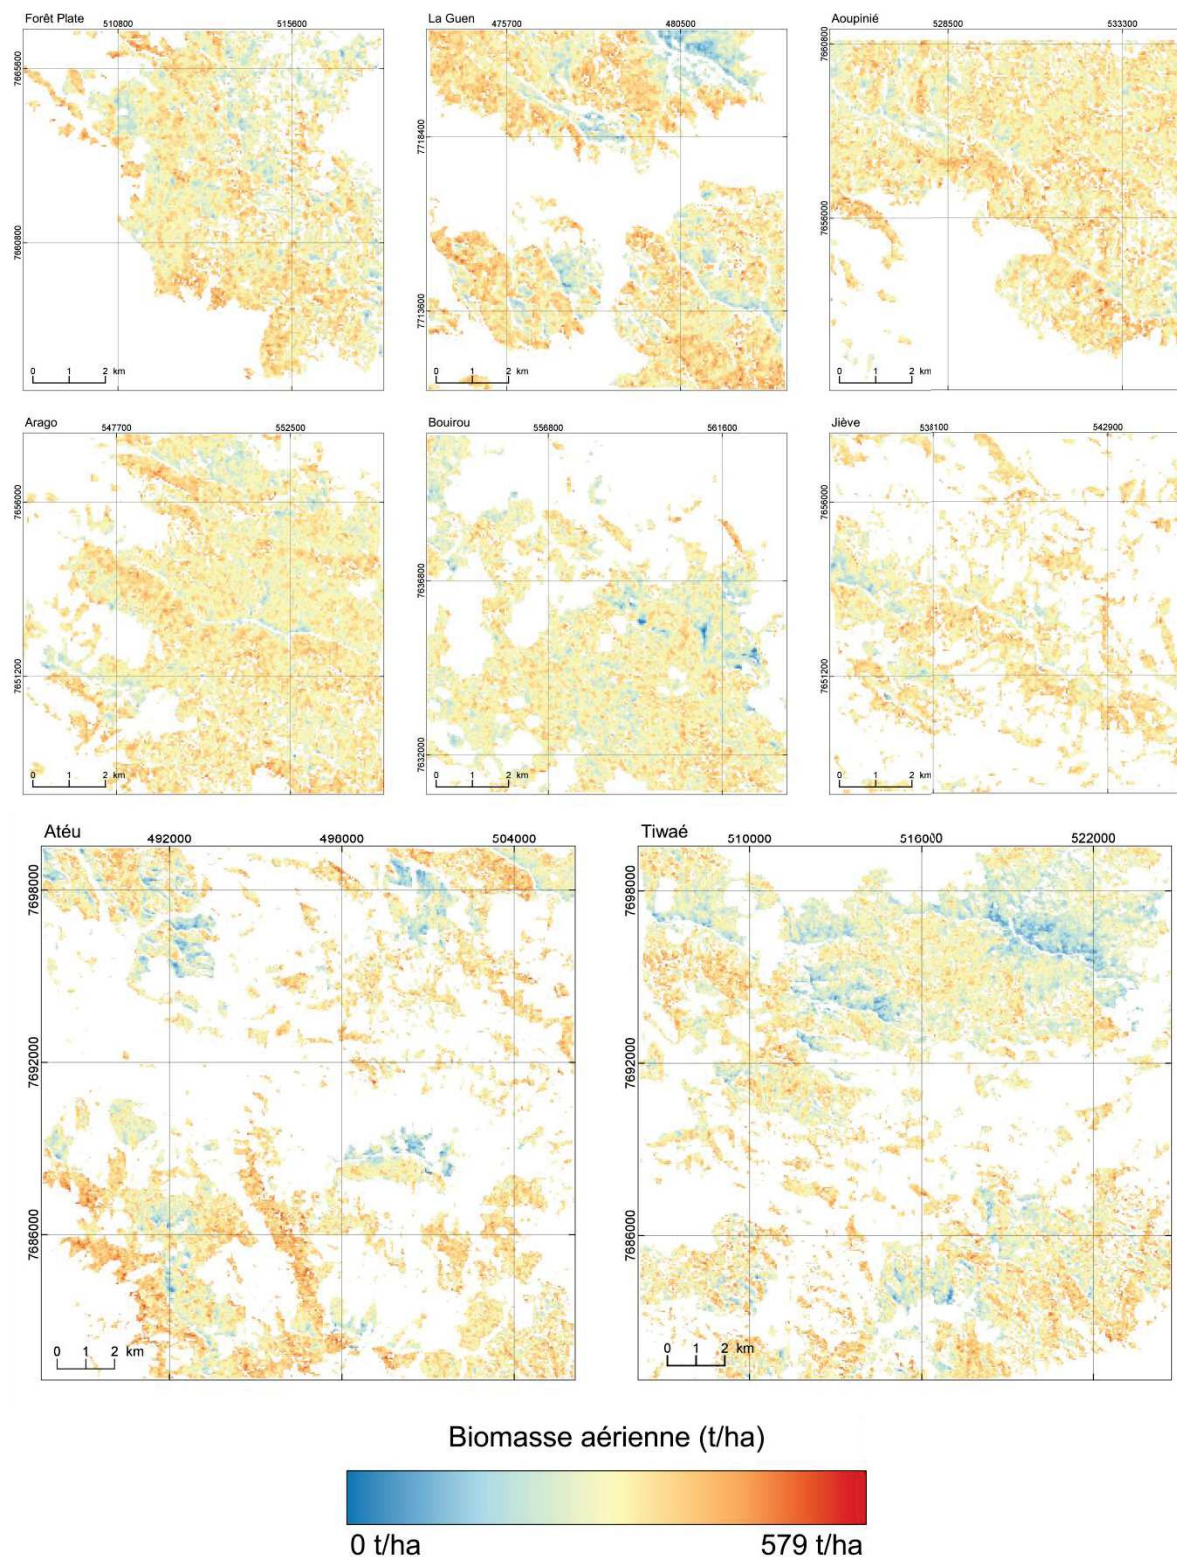 Forêt Plate
510800 515600
7665600
7660800
0 1 2 km
La Guen
475700 480500
7718400
7713600
0 1 2 km
Aoupinié
528500 533300
7660800
7656000
0 1 2 km
Arago
547700 552500
7656000
7651200
0 1 2 km
Bouirou
556800 561600
7636800
7632000
0 1 2 km
Jiève
538100 542900
7656000
7651200
0 1 2 km
Atéu
492000 498000 504000
7698000
7692000
7686000
0 1 2 km
Tiwaé
510000 516000 522000
7698000
7692000
7686000
0 1 2 km
Biomasse aérienne (t/ha)
0 t/ha 579 t/ha